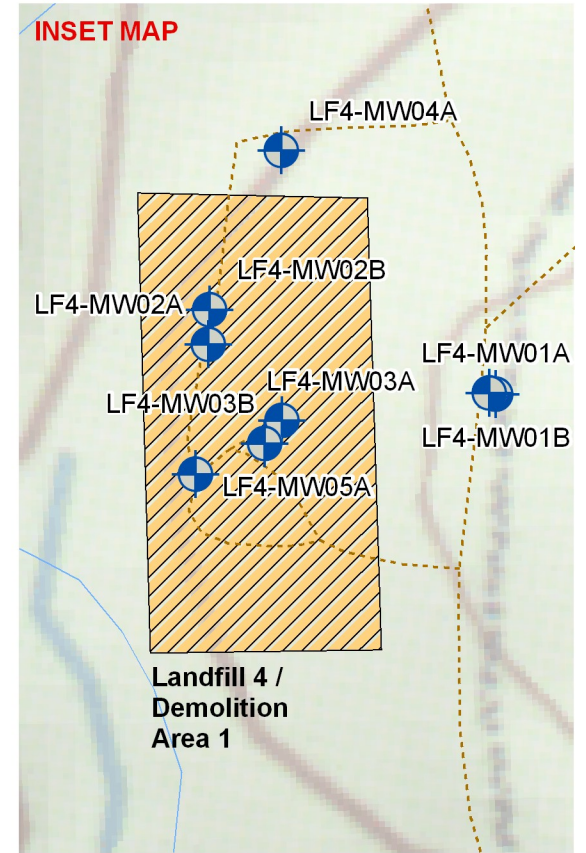 INSET MAP
LF4-MW04A
LF4-MW02B
LF4-MW02A
LF4-MW01A
LF4-MW03A
LF4-MW03B
LF4-MW01B
LF4-MW05A
Landfill 4 /
Demolition
Area 1